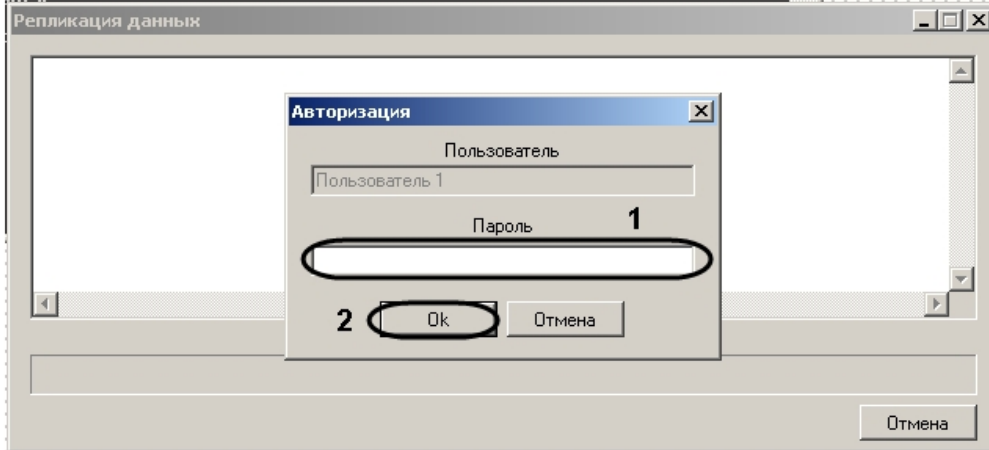 Репликация данных
Авторизация
Пользователь
Пользователь 1
Пароль
1
2
Ok
Отмена
Отмена